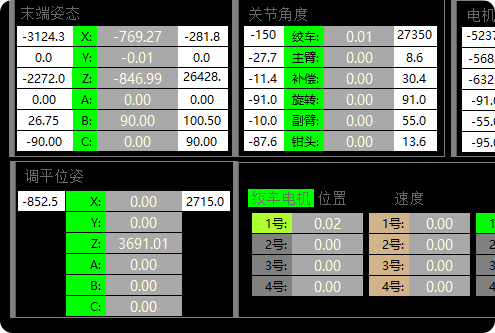 末端姿态
-3124.3 X: -769.27 -281.8
0.0 Y: -0.01 0.0
-2272.0 Z: -846.99 26428.
0.00 A: 0.00 0.00
26.75 B: 90.00 100.50
-90.00 C: 0.00 90.00
关节角度
-150 绞车: 0.01 27350
-27.7 主臂: 0.00 8.6
-11.4 补偿: 0.00 30.4
-91.0 旋转: 0.00 91.0
-10.0 副臂: 0.00 55.0
-87.6 钳头: 0.00 13.6
电机
-5237
-568
-632
-95.
-55.
-95.
调平位姿
-852.5 X: 0.00 2715.0
Y: 0.00
Z: 3691.01
A: 0.00
B: 0.00
C: 0.00
绞车电机 位置 速度
1号: 0.02 1号: 0.00 1
2号: 0.00 2号: 0.00 2
3号: 0.00 3号: 0.00 3
4号: 0.00 4号: 0.00 4